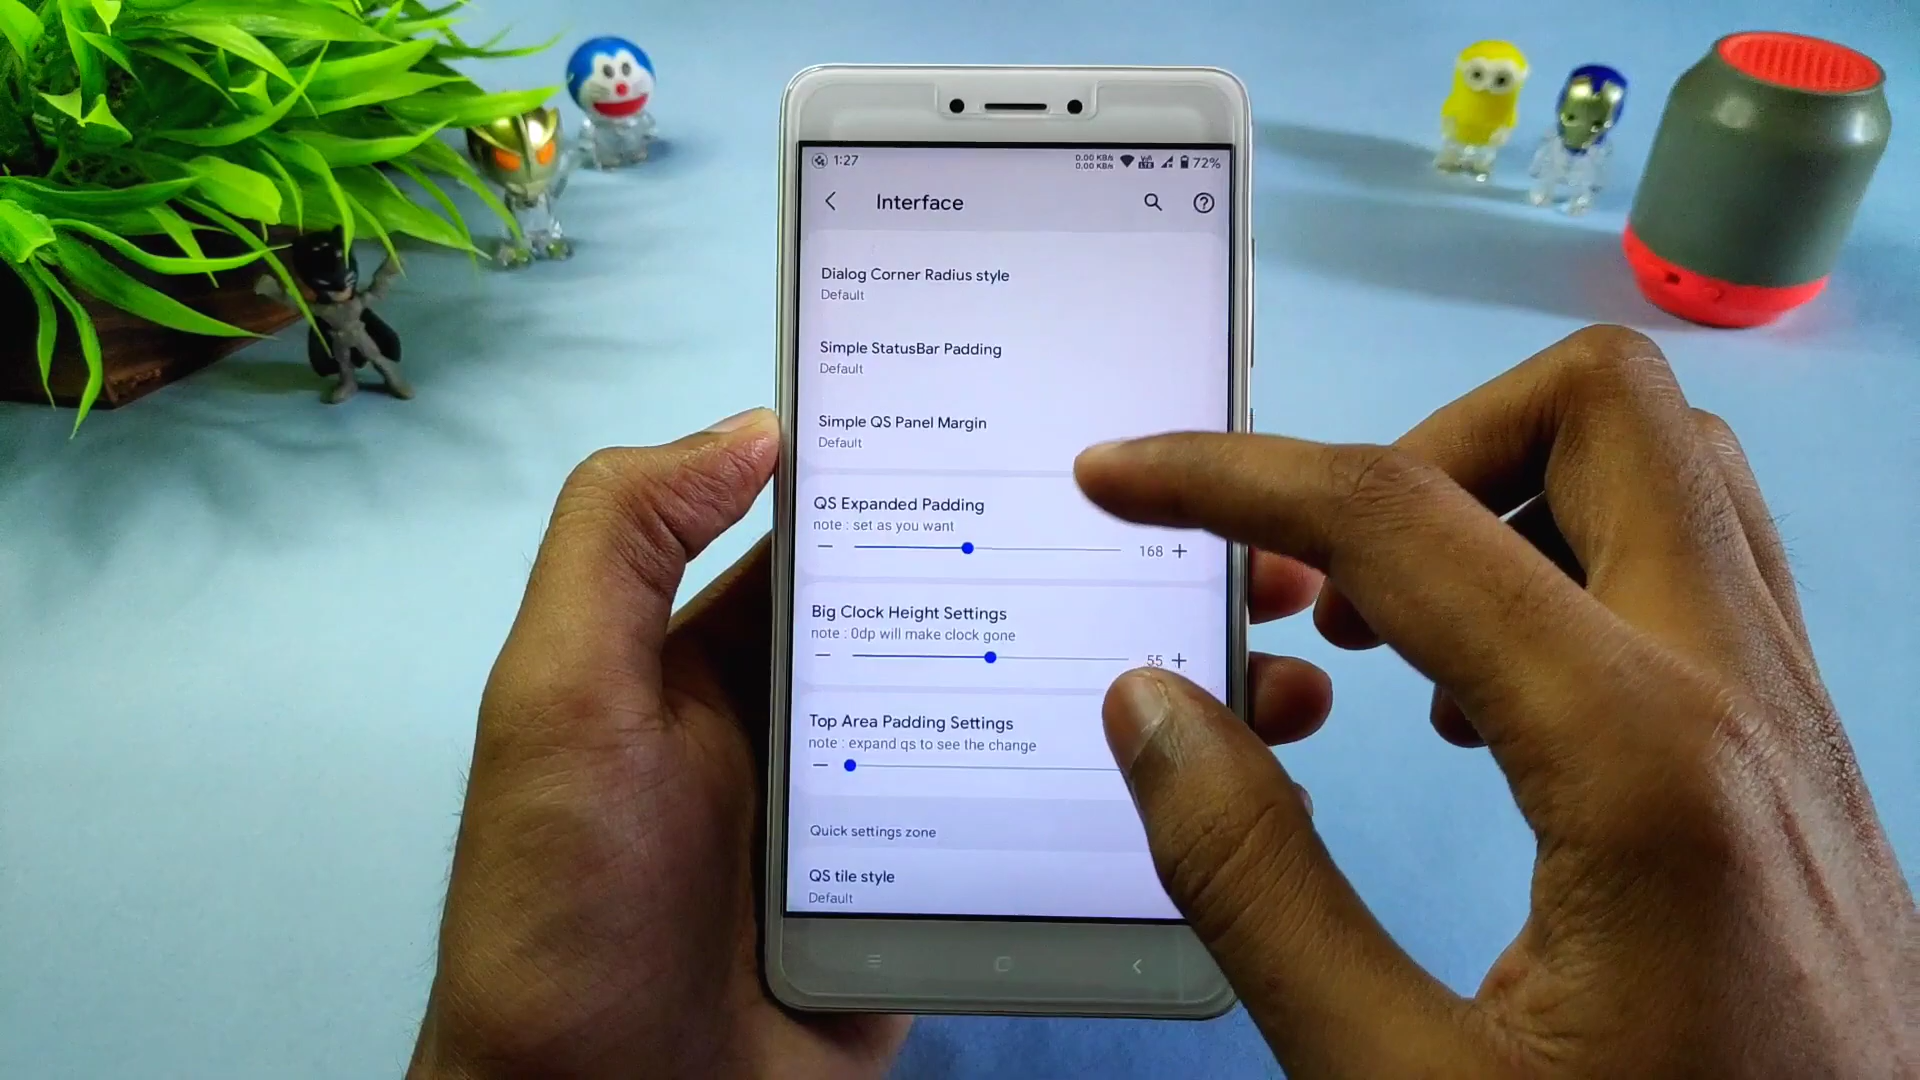 1:27
0.00 KB/s
0.00 KB/s
72%
Interface
Dialog Corner Radius style
Default
Simple StatusBar Padding
Default
Simple QS Panel Margin
Default
QS Expanded Padding
note : set as you want
168
Big Clock Height Settings
note : 0dp will make clock gone
55
Top Area Padding Settings
note : expand qs to see the change
Quick settings zone
QS tile style
Default